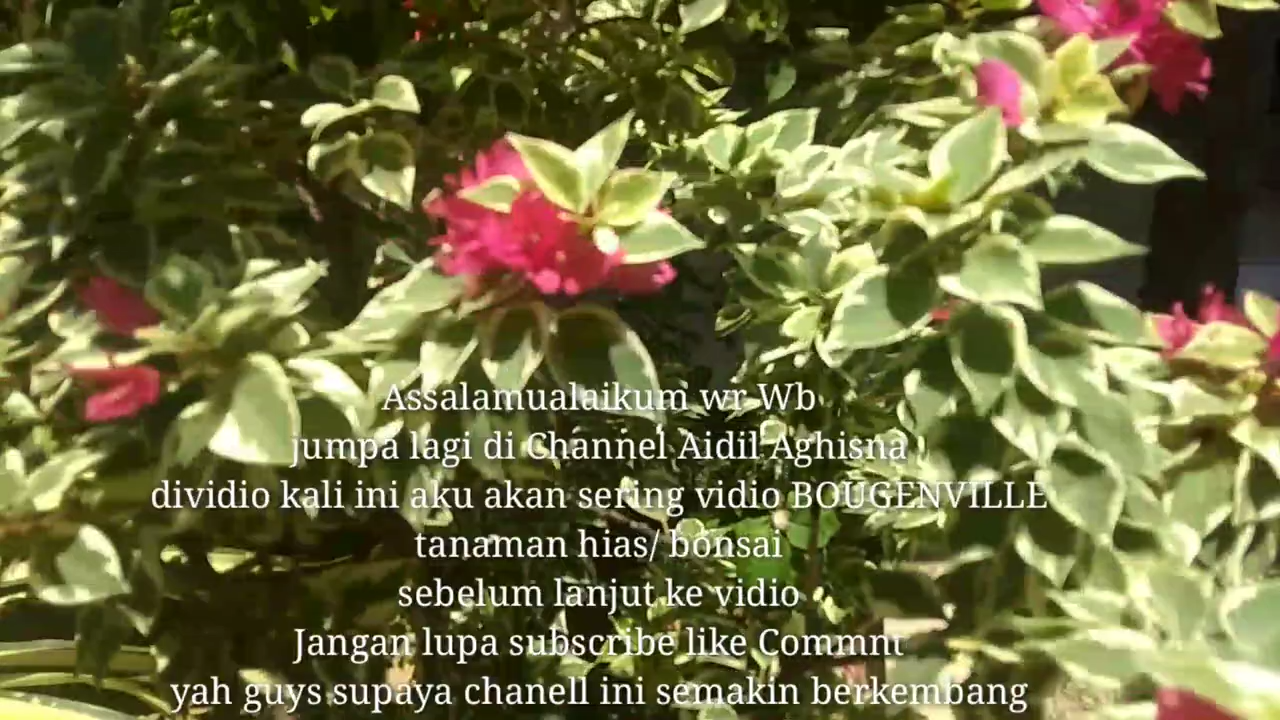 Assalamualaikum wr Wb
jumpa lagi di Channel Aidil Aghisna
dividio kali ini aku akan sering vidio BOUGENVILLE
tanaman hias/ bonsai
sebelum lanjut ke vidio
Jangan lupa subscribe like Commnt
yah guys supaya chanell ini semakin berkembang